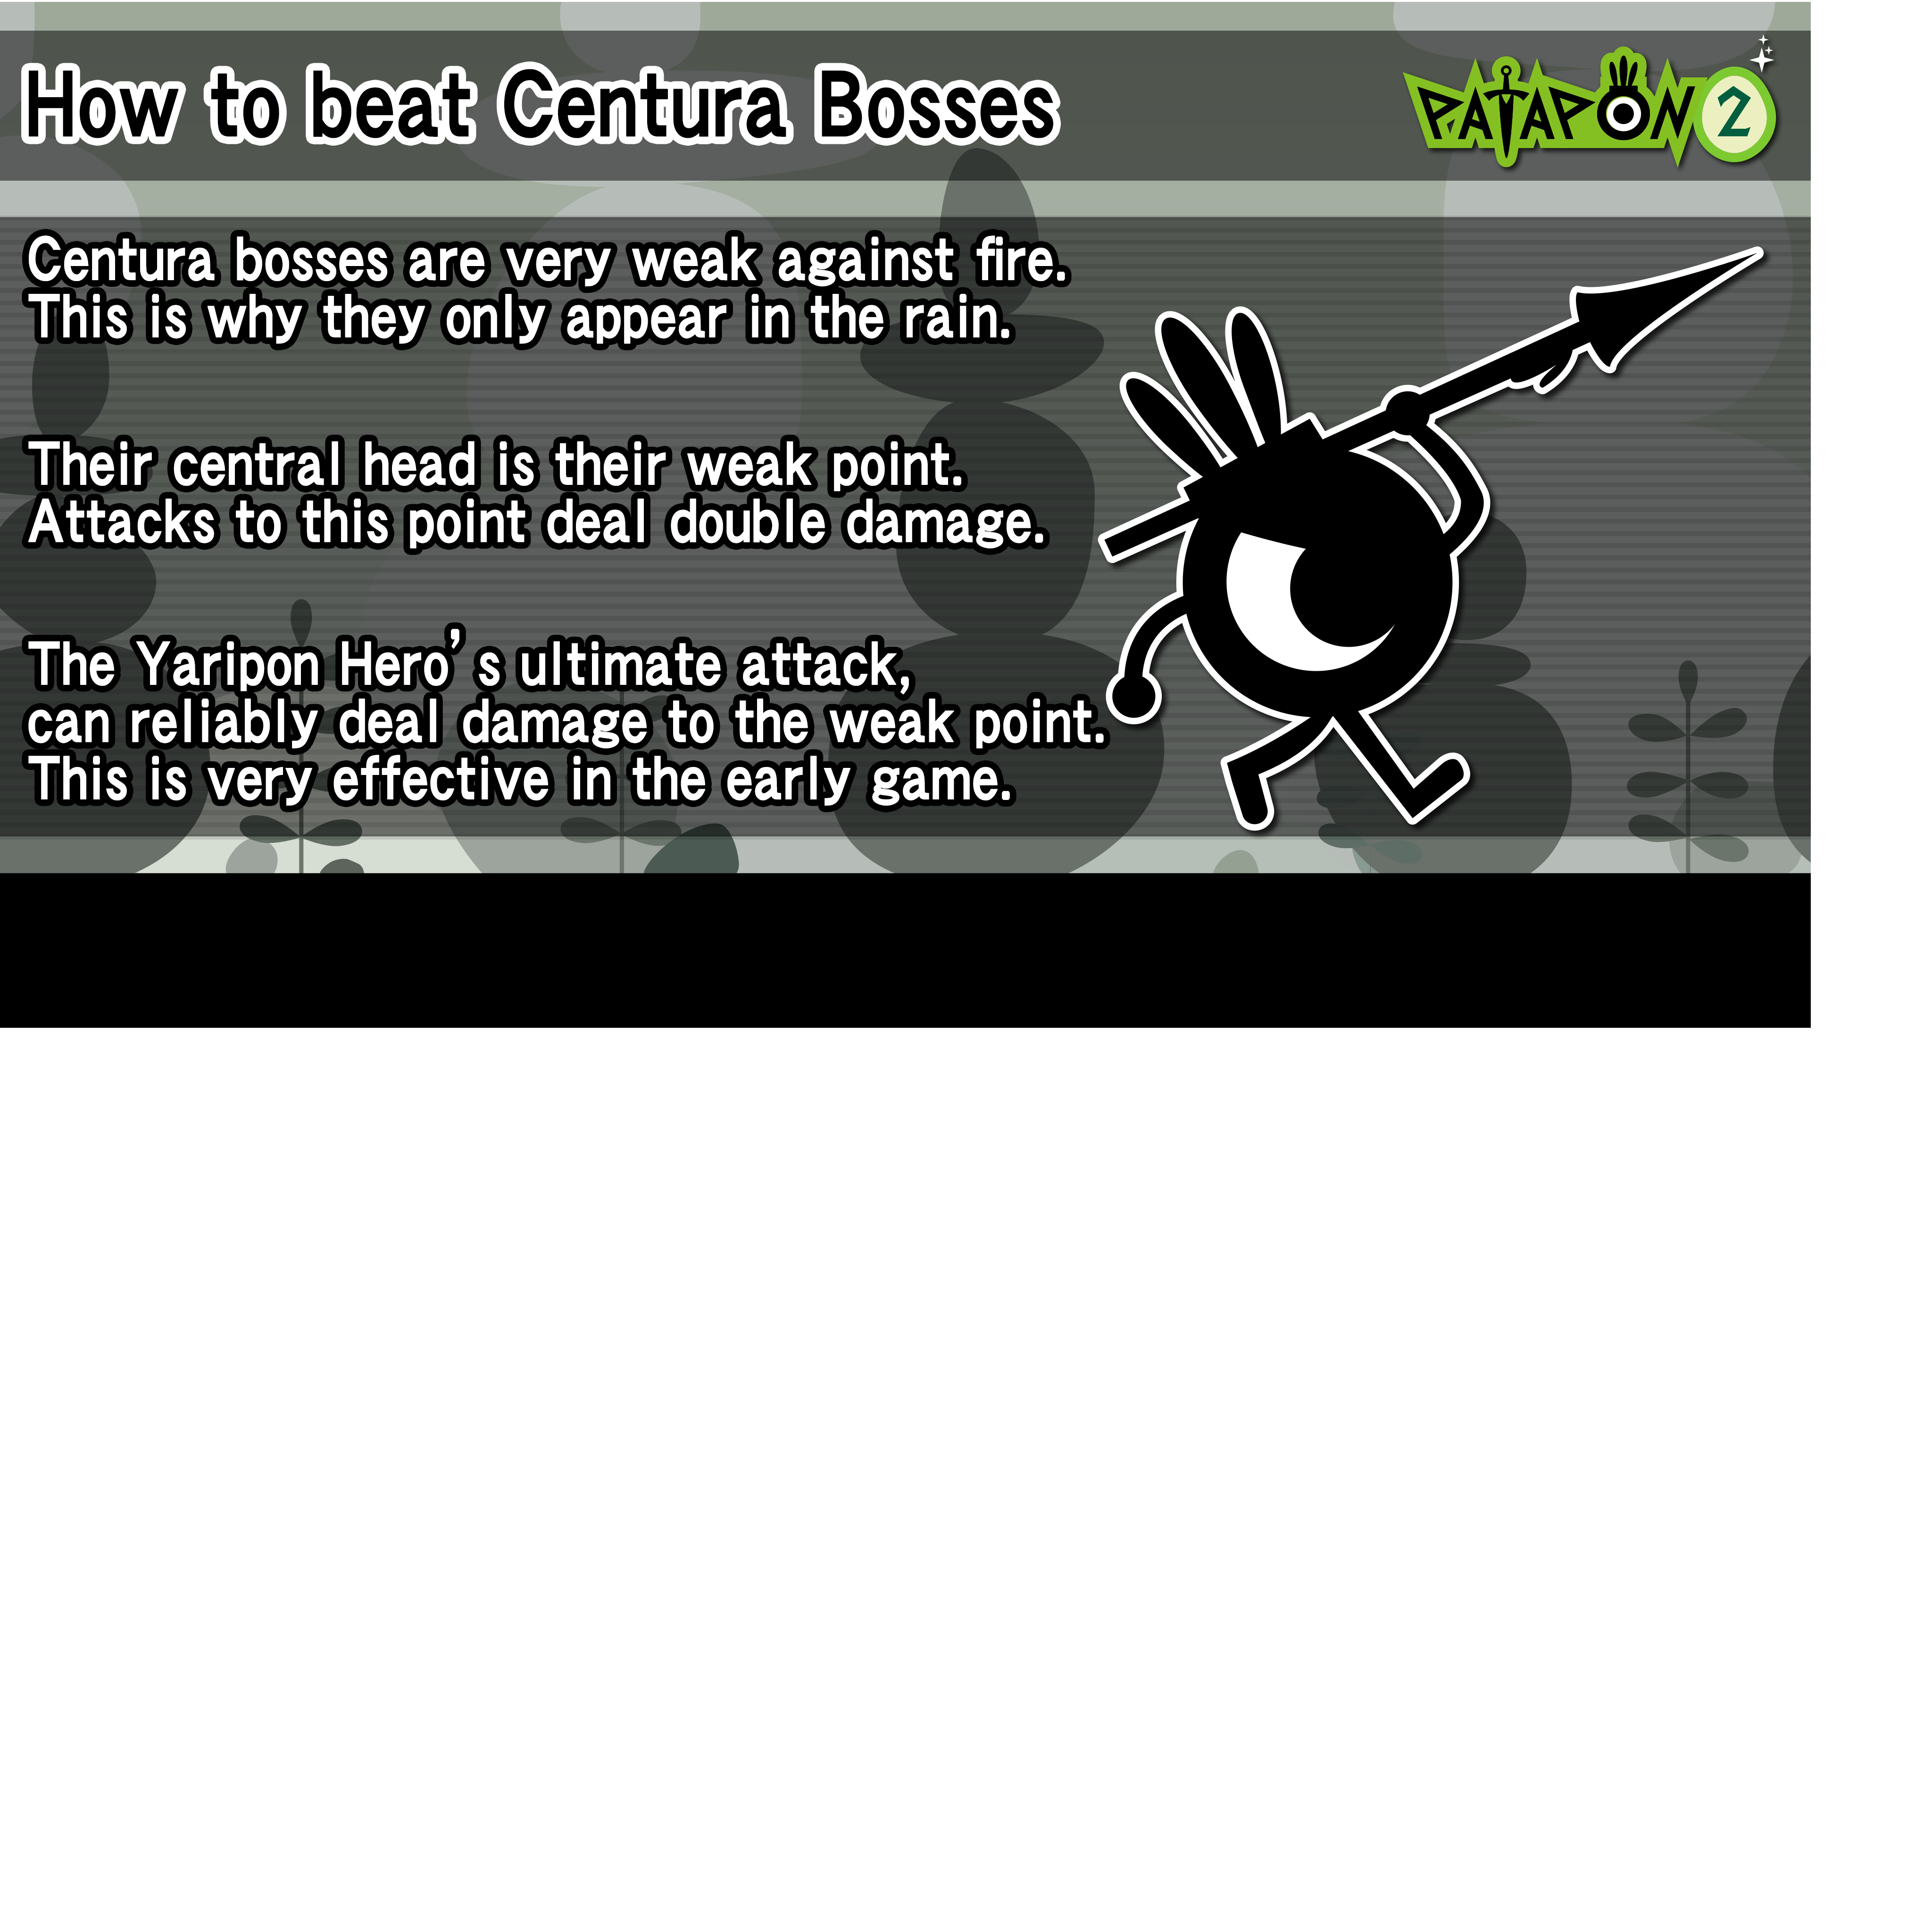 How to beat Centura Bosses
PATAPON 2
Centura bosses are very weak against fire.
This is why they only appear in the rain.
Their central head is their weak point.
Attacks to this point deal double damage.
The Yaripon Hero's ultimate attack,
can reliably deal damage to the weak point.
This is very effective in the early game.